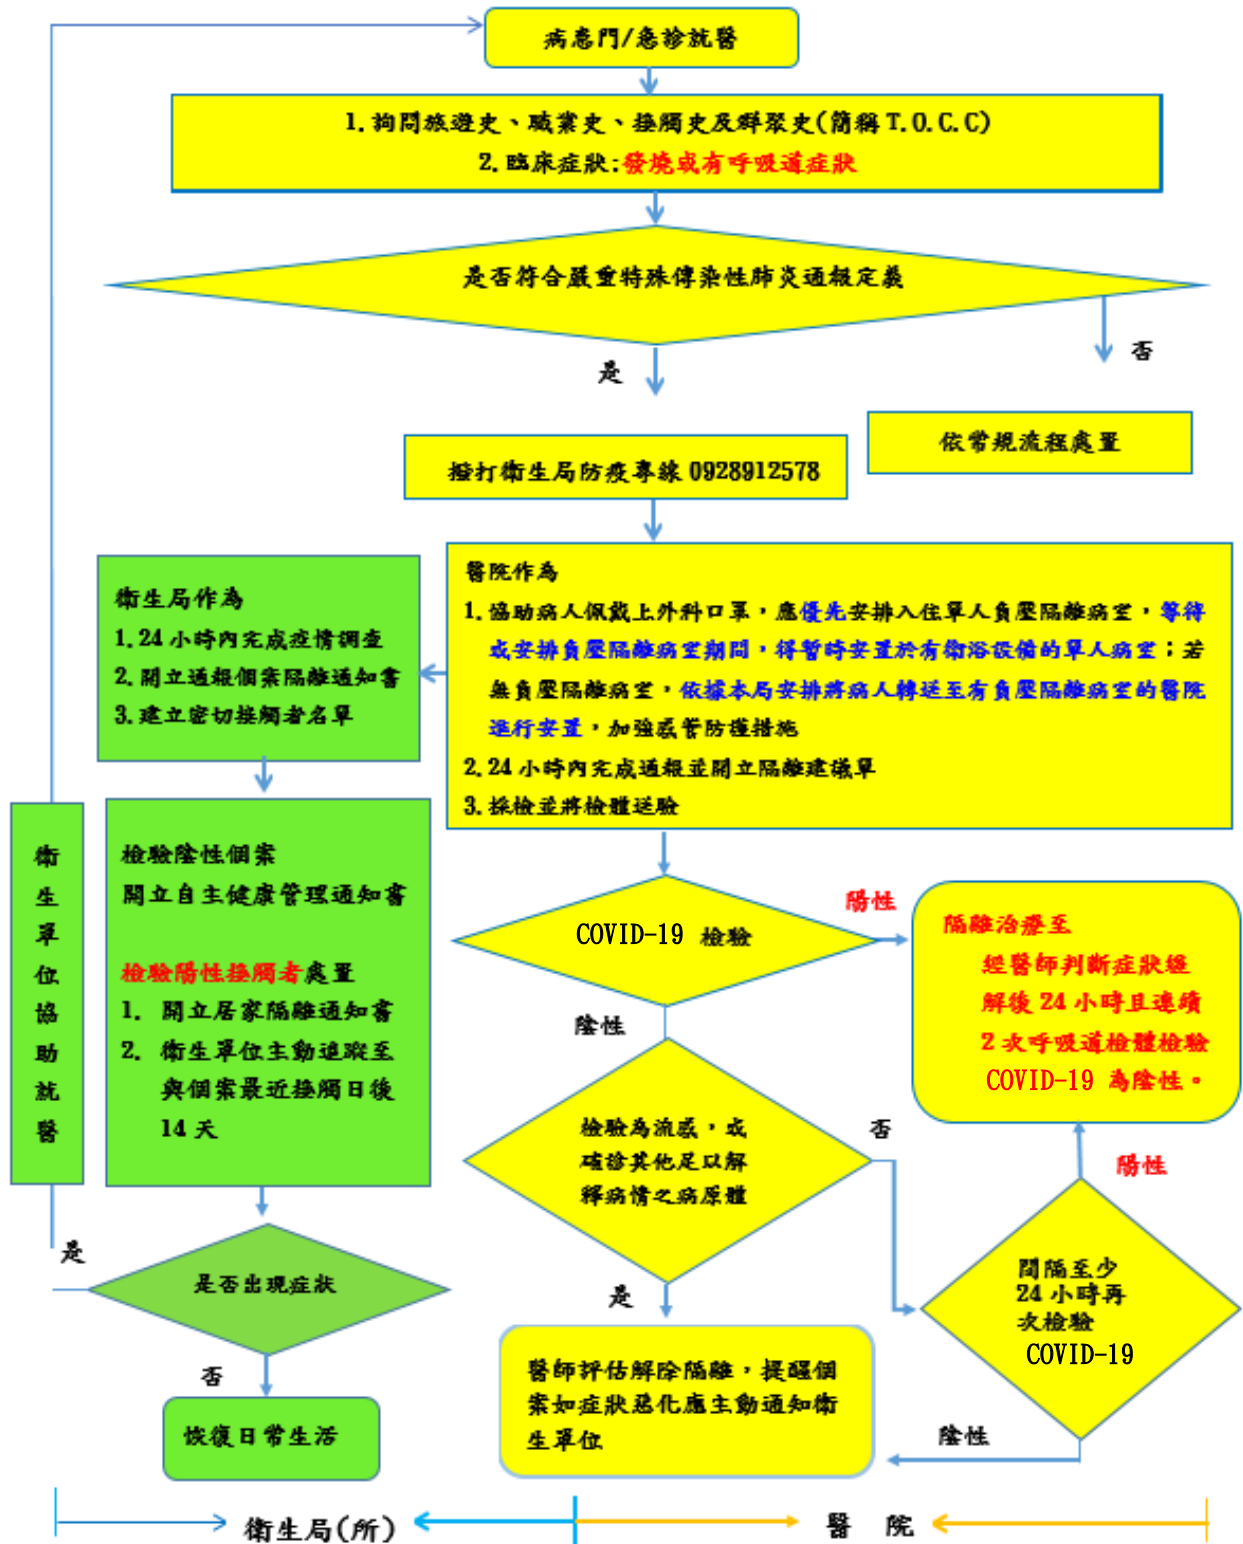 病患門/急診就醫
1.詢問旅遊史、職業史、接觸史及群聚史(簡稱T.O.C.C)
2.臨床症狀:發燒或有呼吸道症狀
是否符合嚴重特殊傳染性肺炎通報定義
是
否
依常規流程處置
撥打衛生局防疫專線0928912578
醫院作為
1.協助病人佩戴上外科口罩，應優先安排入住單人負壓隔離病室，等待
或安排負壓隔離病室期間，得暫時安置於有衛浴設備的單人病室；若
無負壓隔離病室，依據本局安排將病人轉送至有負壓隔離病室的醫院
進行安置，加強感管防護措施
2.24小時內完成通報並開立隔離建議單
3.採檢並將檢體送驗
衛生局作為
1.24小時內完成疫情調查
2.開立通報個案隔離通知書
3.建立密切接觸者名單
檢驗陰性個案
開立自主健康管理通知書
檢驗陽性接觸者處置
1. 開立居家隔離通知書
2. 衛生單位主動追蹤至
與個案最近接觸日後
14天
衛生單位協助就醫
COVID-19 檢驗
陽性
陰性
隔離治療至
經醫師判斷症狀緩
解後24小時且連續
2次呼吸道檢體檢驗
COVID-19 為陰性。
檢驗為流感，或
確診其他足以解
釋病情之病原體
否
是
陽性
間隔至少
24小時再
次檢驗
COVID-19
陰性
醫師評估解除隔離，提醒個
案如症狀惡化應主動通知衛
生單位
是否出現症狀
是
否
恢復日常生活
衛生局(所)
醫 院